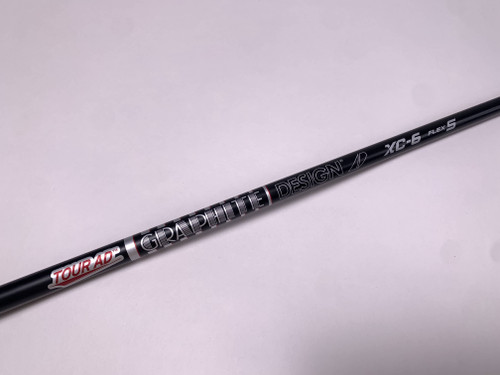 TOUR AD GRAPHITE DESIGN XC-6 FLEX S